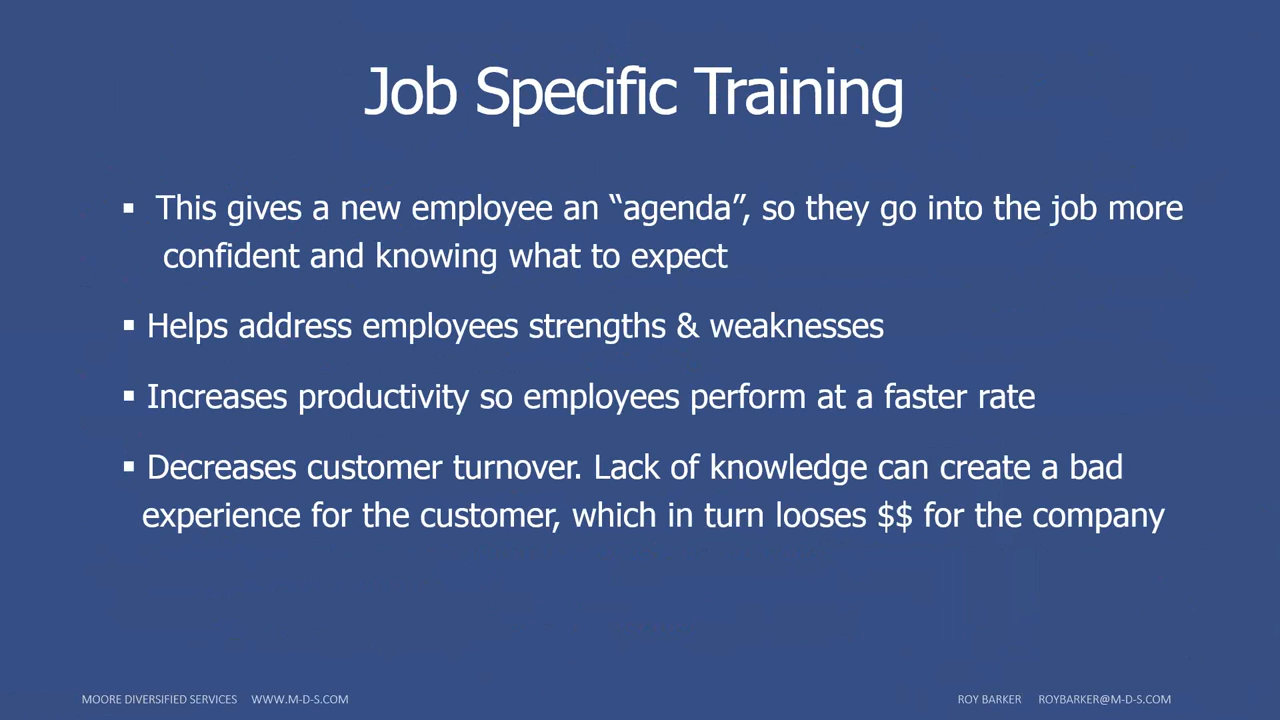 Job Specific Training
▪ This gives a new employee an “agenda”, so they go into the job more
confident and knowing what to expect
▪ Helps address employees strengths & weaknesses
▪ Increases productivity so employees perform at a faster rate
▪ Decreases customer turnover. Lack of knowledge can create a bad
experience for the customer, which in turn looses $$ for the company
MOORE DIVERSIFIED SERVICES WWW.M-D-S.COM
ROY BARKER ROYBARKER@M-D-S.COM